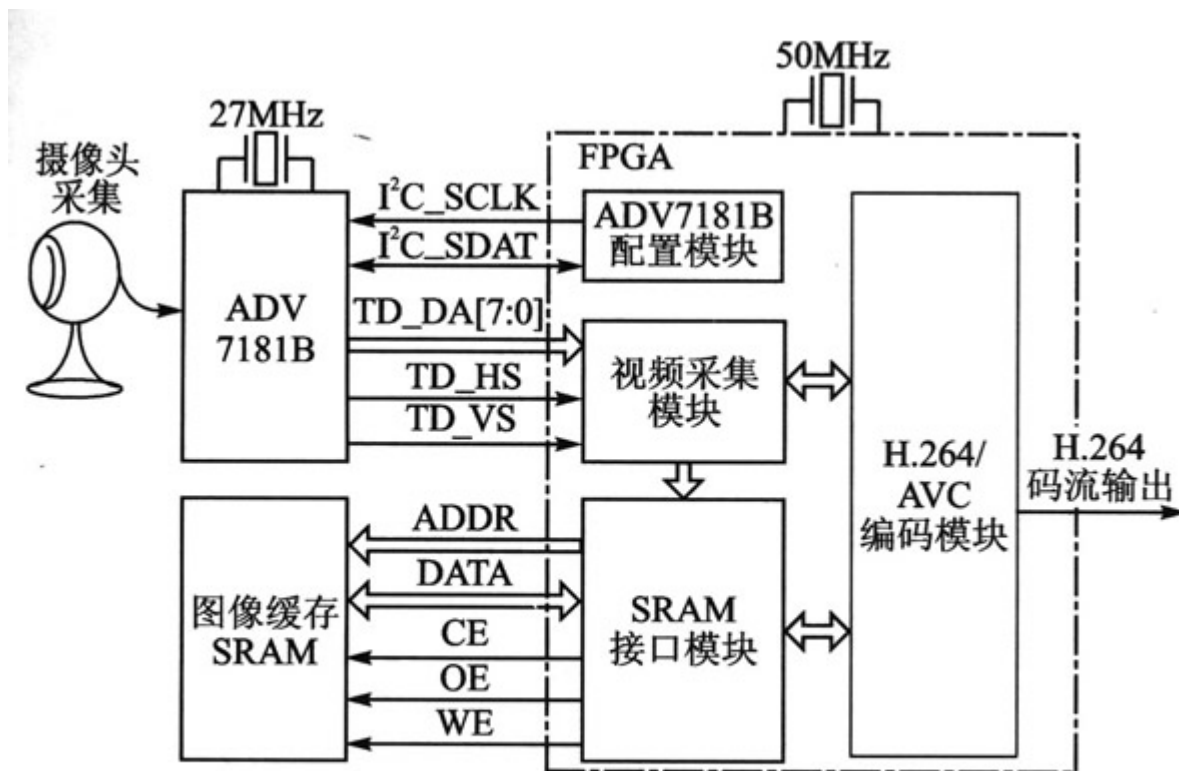 50MHz
27MHz
摄像头
采集
FPGA
I²C_SCLK
ADV7181B
配置模块
I²C_SDAT
ADV
7181B
TD_DA[7:0]
视频采集
模块
TD_HS
TD_VS
H.264/
AVC
编码模块
H.264
码流输出
ADDR
DATA
图像缓存
SRAM
SRAM
接口模块
CE
OE
WE